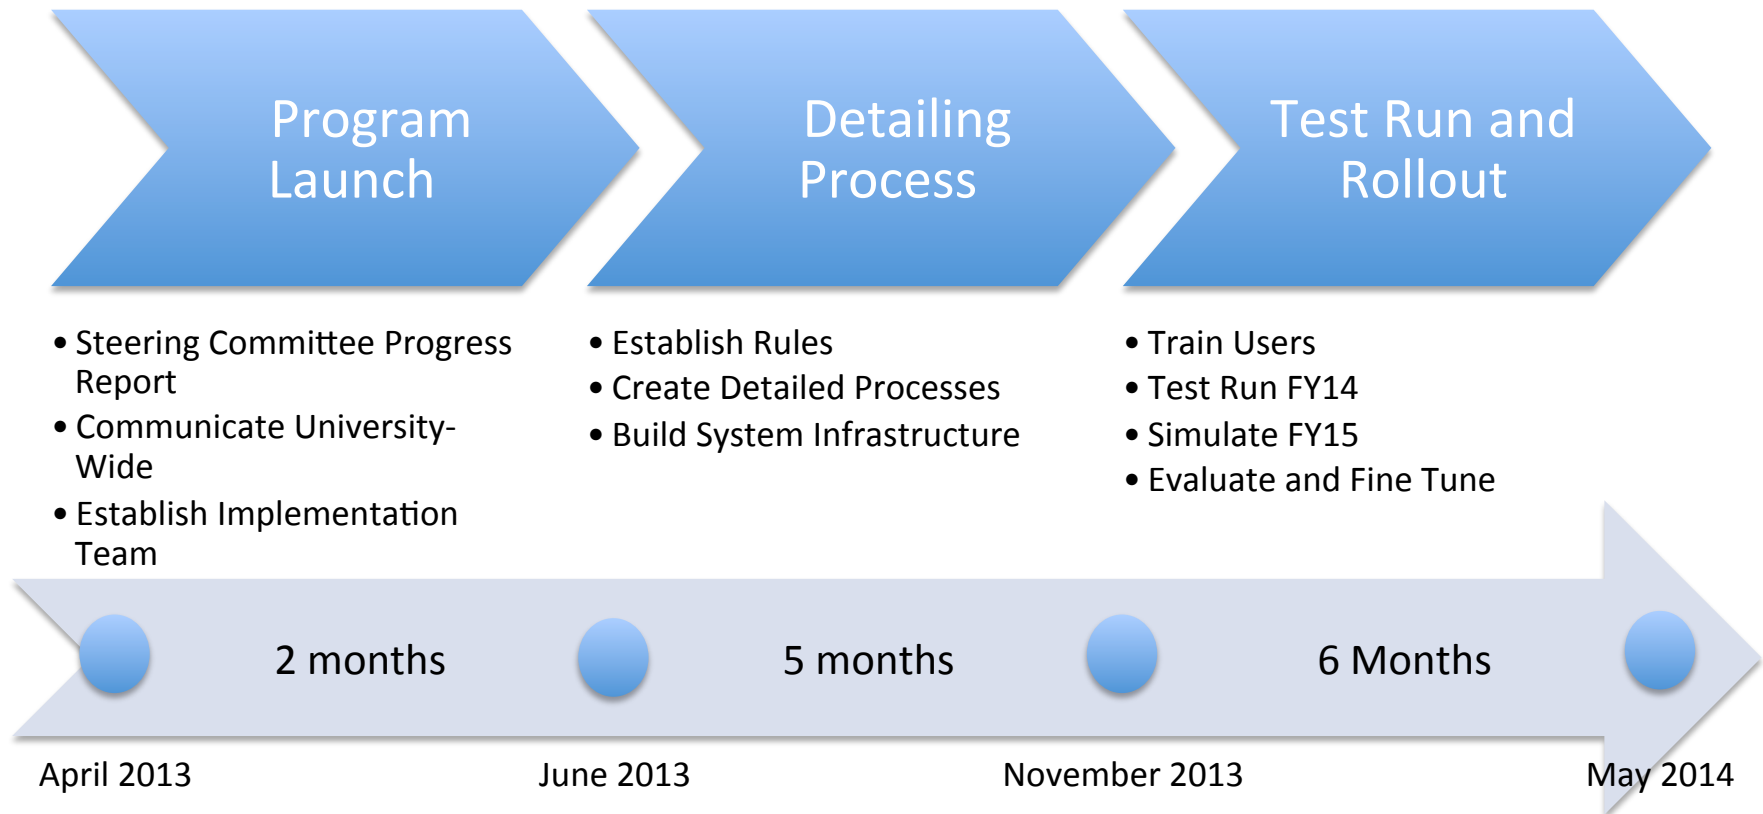 Program
Launch
Detailing
Process
Test Run and
Rollout
• Steering Committee Progress
Report
• Communicate University-
Wide
• Establish Implementation
Team
• Establish Rules
• Create Detailed Processes
• Build System Infrastructure
• Train Users
• Test Run FY14
• Simulate FY15
• Evaluate and Fine Tune
2 months
5 months
6 Months
April 2013
June 2013
November 2013
May 2014